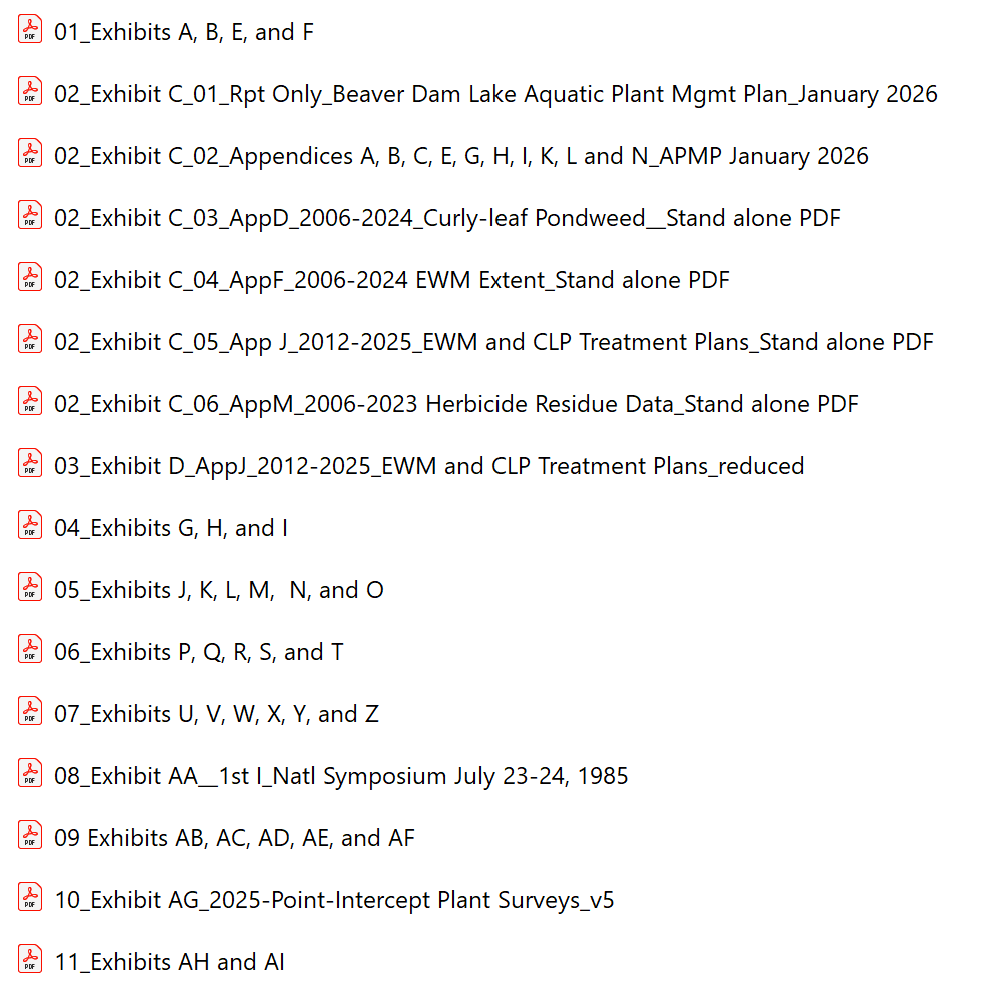 01_Exhibits A, B, E, and F
02_Exhibit C_01_Rpt Only_Beaver Dam Lake Aquatic Plant Mgmt Plan_January 2026
02_Exhibit C_02_Appendices A, B, C, E, G, H, I, K, L and N_APMP January 2026
02_Exhibit C_03_AppD_2006-2024_Curly-leaf Pondweed__Stand alone PDF
02_Exhibit C_04_AppF_2006-2024 EWM Extent_Stand alone PDF
02_Exhibit C_05_App J_2012-2025_EWM and CLP Treatment Plans_Stand alone PDF
02_Exhibit C_06_AppM_2006-2023 Herbicide Residue Data_Stand alone PDF
03_Exhibit D_AppJ_2012-2025_EWM and CLP Treatment Plans_reduced
04_Exhibits G, H, and I
05_Exhibits J, K, L, M,  N, and O
06_Exhibits P, Q, R, S, and T
07_Exhibits U, V, W, X, Y, and Z
08_Exhibit AA__1st I_Natl Symposium July 23-24, 1985
09 Exhibits AB, AC, AD, AE, and AF
10_Exhibit AG_2025-Point-Intercept Plant Surveys_v5
11_Exhibits AH and AI